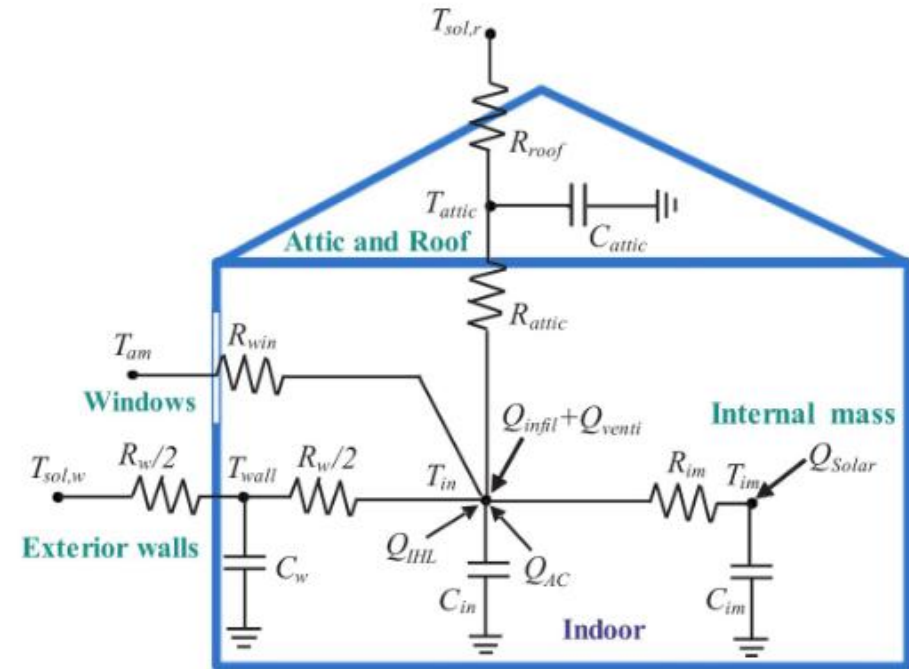 T_sol,r
R_roof
T_attic
C_attic
Attic and Roof
R_attic
R_win
T_am
Windows
Q_infil+Q_venti
Internal mass
T_sol,w
R_w/2
T_wall
R_w/2
T_in
R_im
T_im
Q_Solar
Exterior walls
C_w
Q_IHL
Q_AC
C_in
C_im
Indoor